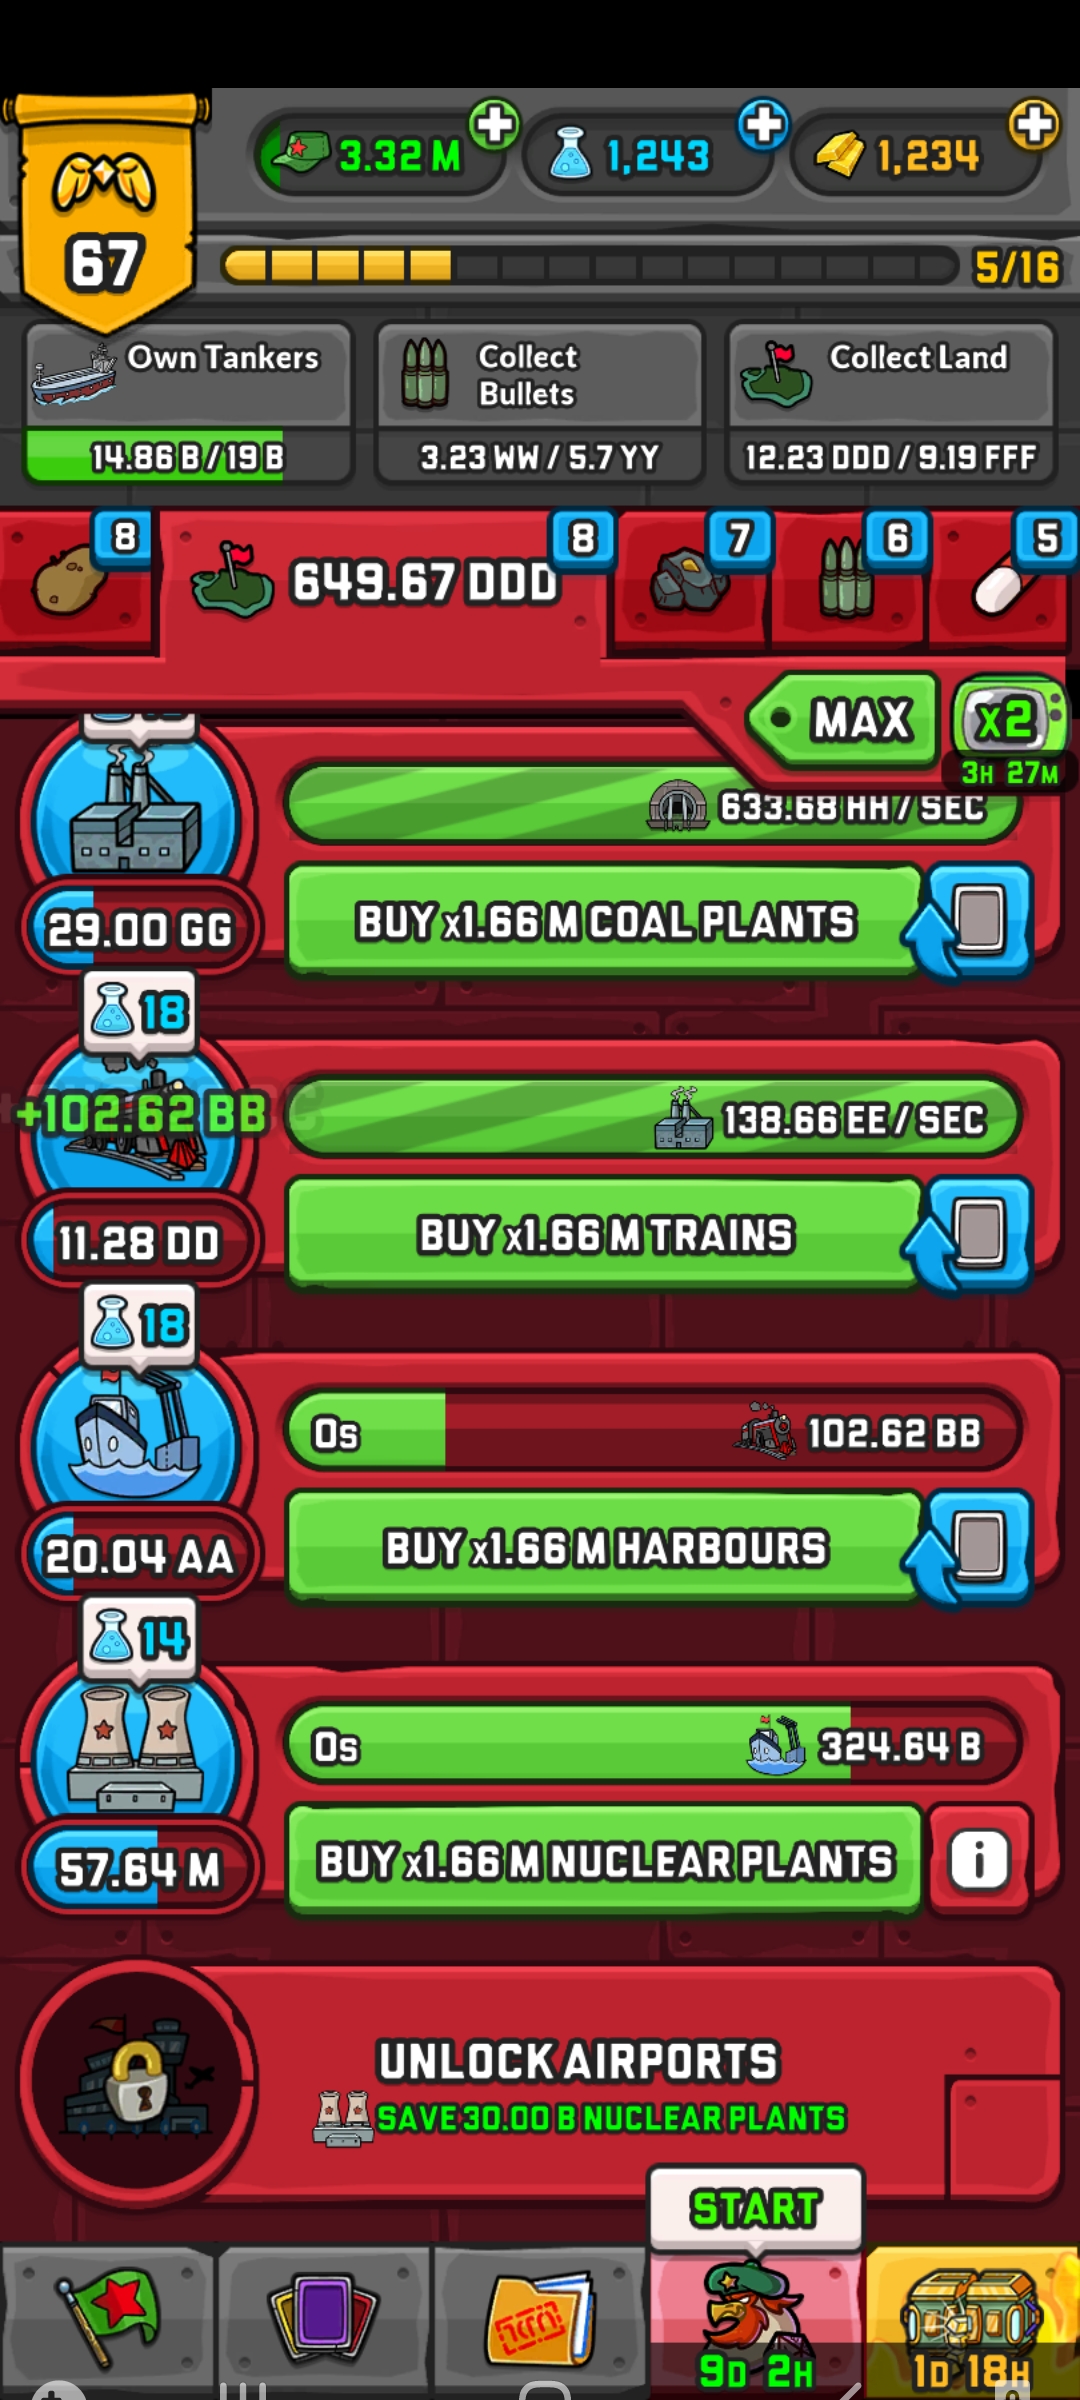 3.32 M
1,243
1,234
67
5/16
Own Tankers
14.86 B / 19 B
Collect
Bullets
3.23 WW / 5.7 YY
Collect Land
12.23 DDD / 9.19 FFF
8
649.67 DDD
8
7
6
5
MAX
x2
3H 27M
633.68 HH / SEC
BUY x1.66 M COAL PLANTS
29.00 GG
18
+102.62 BB
138.66 EE / SEC
BUY x1.66 M TRAINS
11.28 DD
18
0s
102.62 BB
BUY x1.66 M HARBOURS
20.04 AA
14
0s
324.64 B
BUY x1.66 M NUCLEAR PLANTS
i
57.64 M
UNLOCK AIRPORTS
SAVE 30.00 B NUCLEAR PLANTS
START
9D 2H
1D 18H